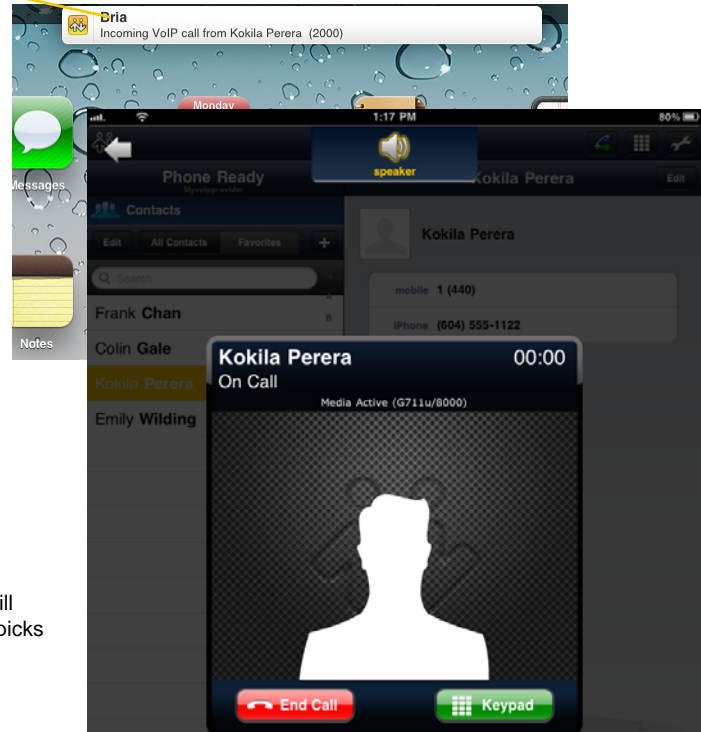 Bria
Incoming VoIP call from Kokila Perera (2000)
Monday
Messages
Notes
1:17 PM
80%
speaker
Phone Ready
Myvoipprovider
Kokila Perera
Edit
Contacts
Edit All Contacts Favorites +
Search
A
B
Frank Chan
Colin Gale
Kokila Perera
Emily Wilding
Kokila Perera
mobile 1 (440)
iPhone (604) 555-1122
Kokila Perera 00:00
On Call
Media Active (G711u/8000)
End Call Keypad
ill
picks